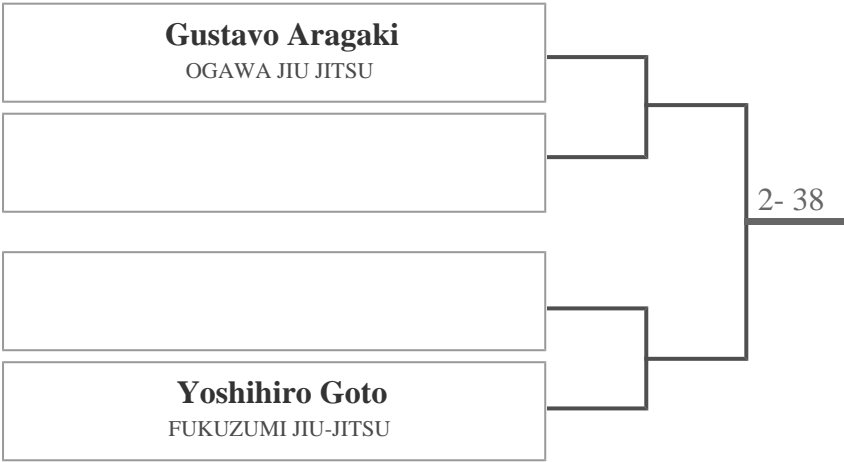 Gustavo Aragaki
OGAWA JIU JITSU
2- 38
Yoshihiro Goto
FUKUZUMI JIU-JITSU